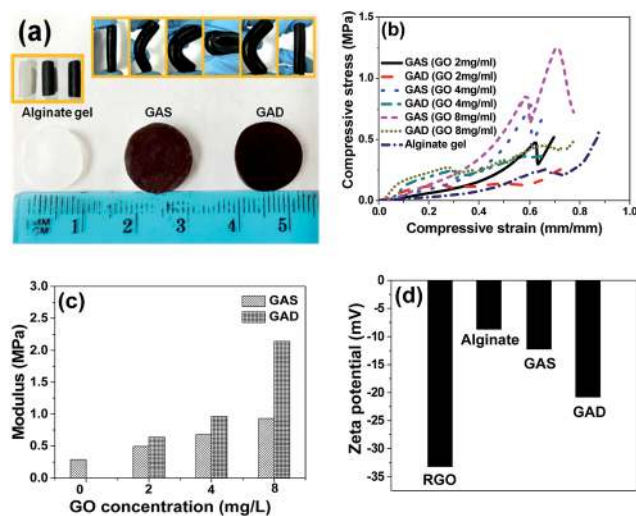 (a)
Alginate gel GAS GAD
MM
CM 1 2 3 4 5
(b)
Compressive stress (MPa)
1.5
1.0
0.5
0.0
GAS (GO 2mg/ml)
GAD (GO 2mg/ml)
GAS (GO 4mg/ml)
GAD (GO 4mg/ml)
GAS (GO 8mg/ml)
GAD (GO 8mg/ml)
Alginate gel
0.0 0.2 0.4 0.6 0.8 1.0
Compressive strain (mm/mm)
(c)
Modulus (MPa)
3.0
2.5
2.0
1.5
1.0
0.5
0.0
GAS
GAD
0 2 4 8
GO concentration (mg/L)
(d)
Zeta potential (mV)
0
-5
-10
-15
-20
-25
-30
-35
RGO
Alginate
GAS
GAD